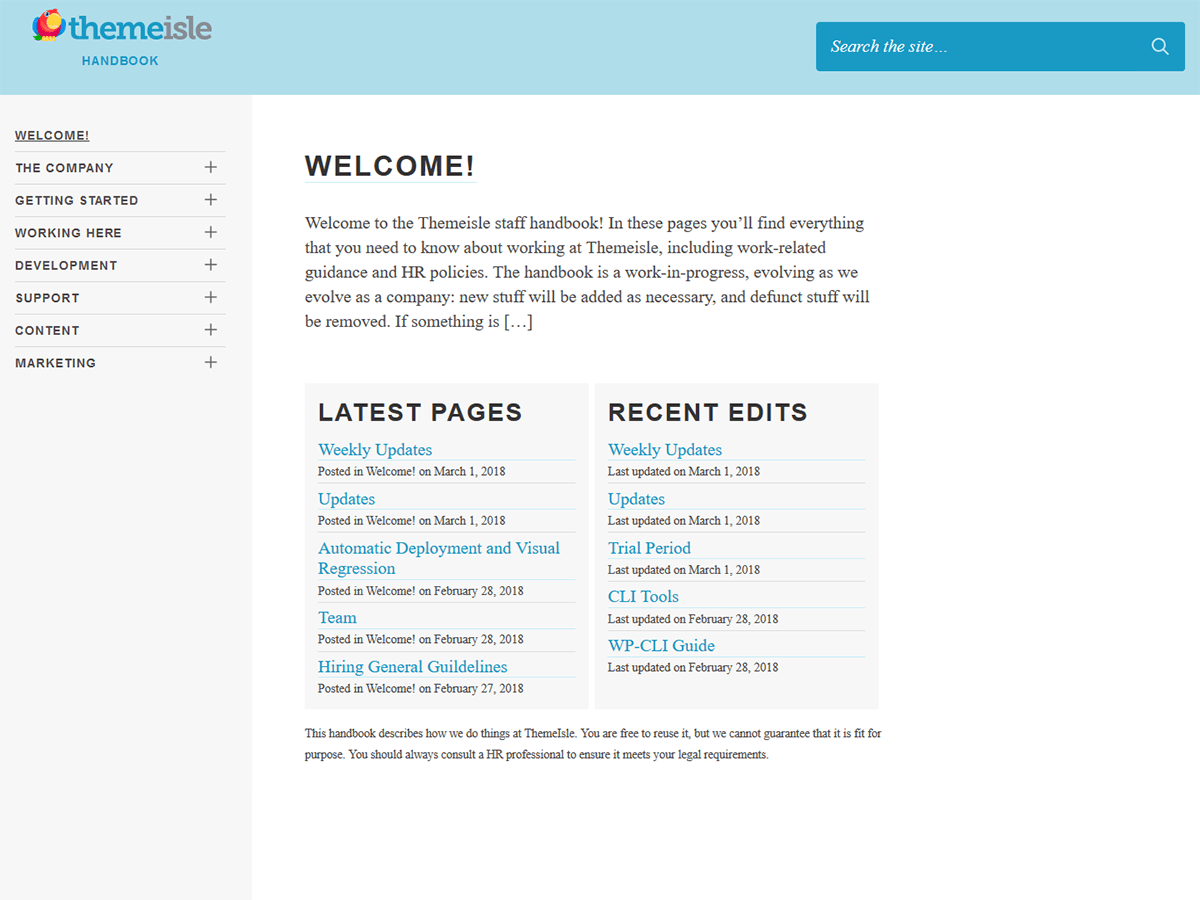 themeisle
HANDBOOK
Search the site…
WELCOME!
THE COMPANY
GETTING STARTED
WORKING HERE
DEVELOPMENT
SUPPORT
CONTENT
MARKETING
WELCOME!
Welcome to the Themeisle staff handbook! In these pages you’ll find everything
that you need to know about working at Themeisle, including work-related
guidance and HR policies. The handbook is a work-in-progress, evolving as we
evolve as a company: new stuff will be added as necessary, and defunct stuff will
be removed. If something is […]
LATEST PAGES
Weekly Updates
Posted in Welcome! on March 1, 2018
Updates
Posted in Welcome! on March 1, 2018
Automatic Deployment and Visual
Regression
Posted in Welcome! on February 28, 2018
Team
Posted in Welcome! on February 28, 2018
Hiring General Guildelines
Posted in Welcome! on February 27, 2018
RECENT EDITS
Weekly Updates
Last updated on March 1, 2018
Updates
Last updated on March 1, 2018
Trial Period
Last updated on March 1, 2018
CLI Tools
Last updated on February 28, 2018
WP-CLI Guide
Last updated on February 28, 2018
This handbook describes how we do things at ThemeIsle. You are free to reuse it, but we cannot guarantee that it is fit for
purpose. You should always consult a HR professional to ensure it meets your legal requirements.